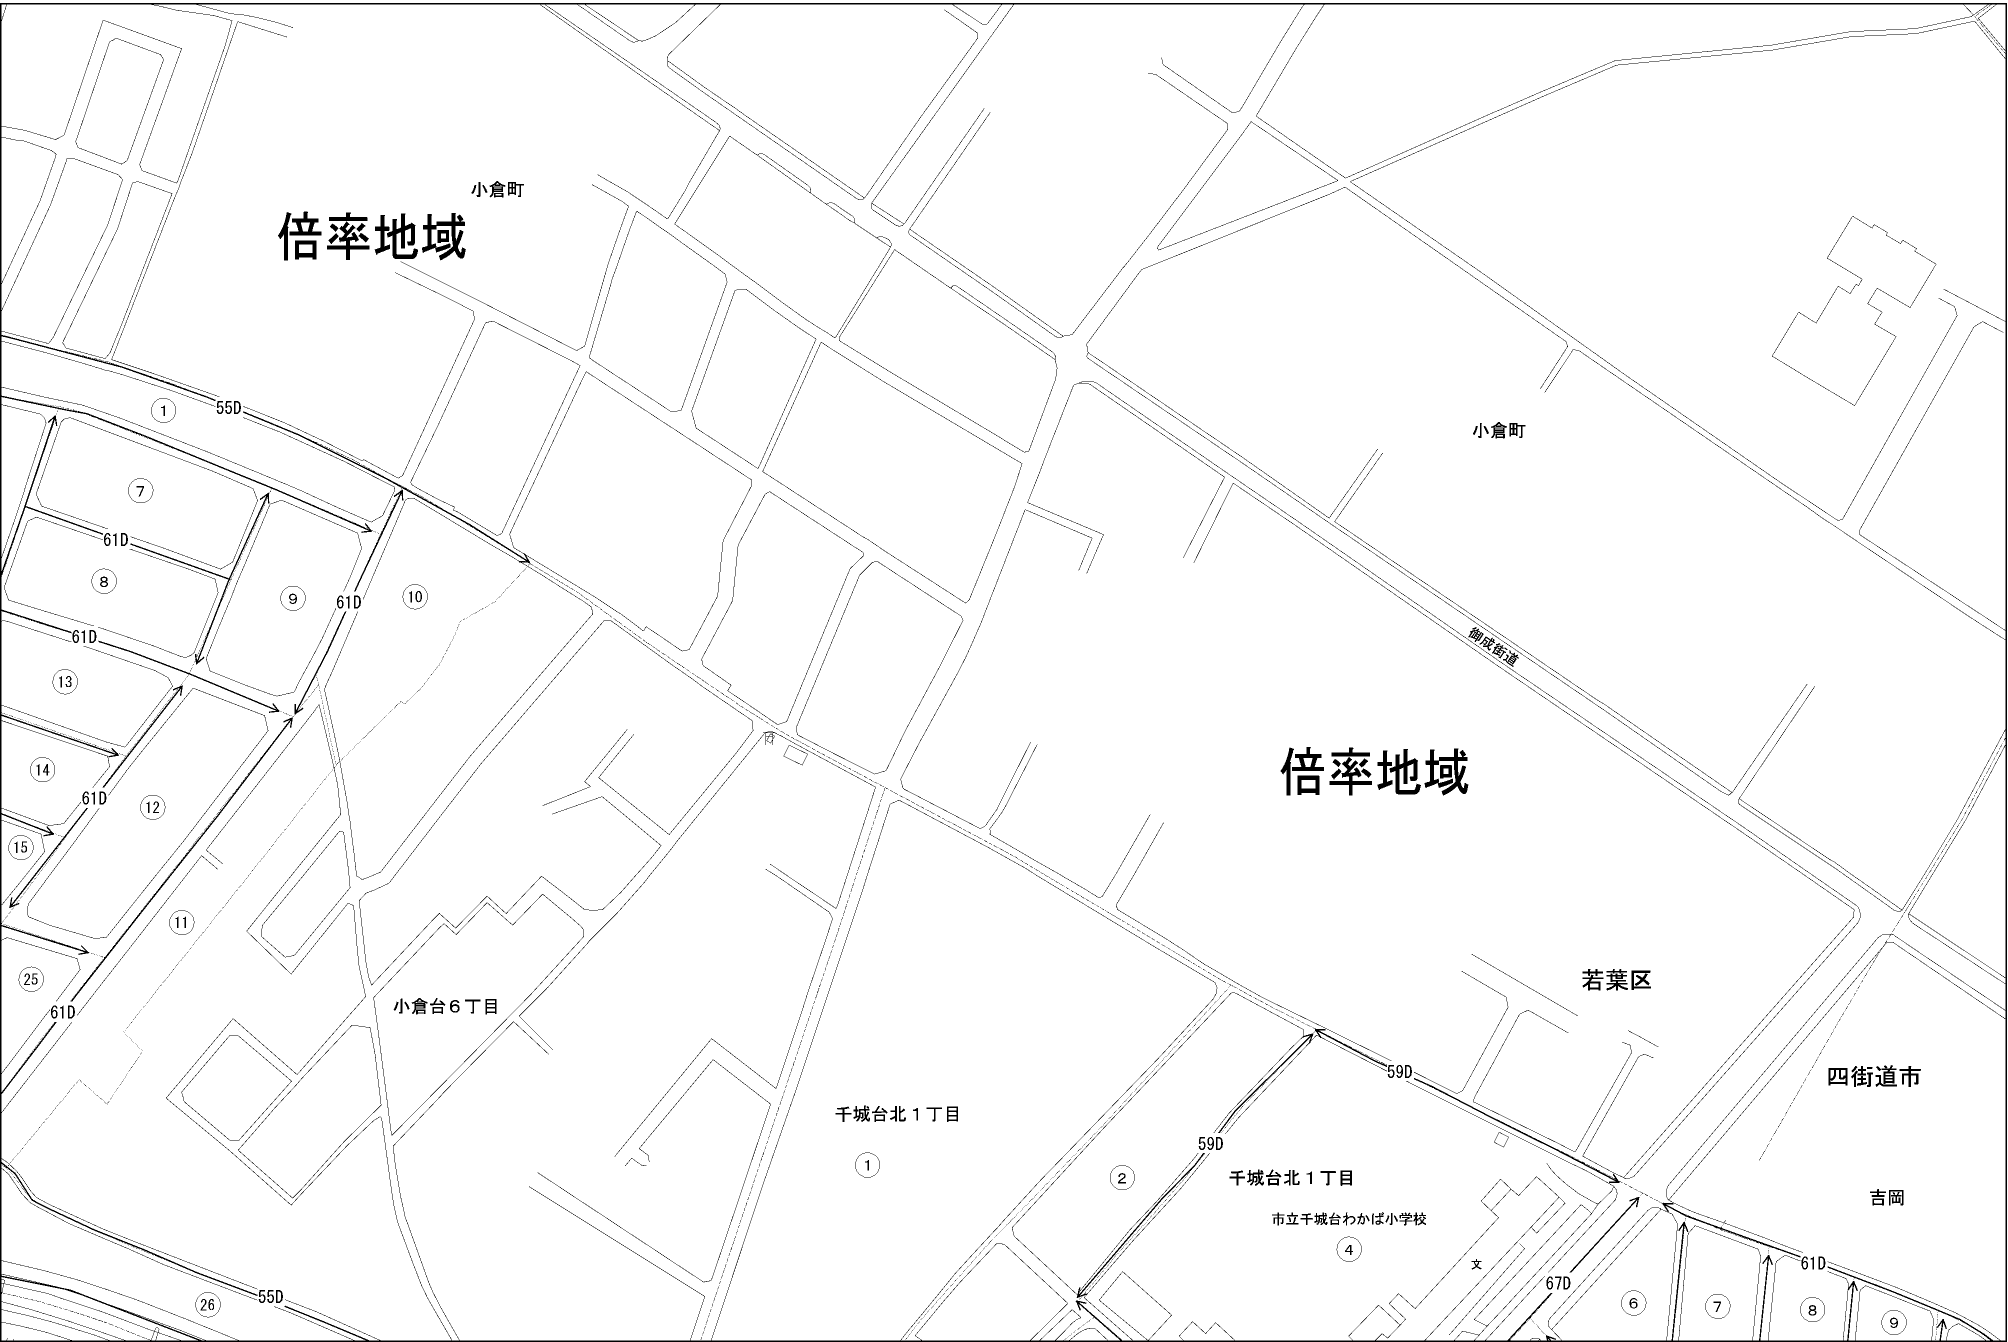 小倉町
倍率地域
55D
①
小倉町
⑦
61D
⑧
⑨
61D
⑩
61D
御成街道
⑬
⑭
61D
⑫
倍率地域
⑮
⑪
㉕
61D
小倉台６丁目
若葉区
59D
四街道市
千城台北１丁目
59D
①
②
千城台北１丁目
吉岡
市立千城台わかば小学校
④
文
61D
67D
55D
㉖
⑥
⑦
⑧
⑨